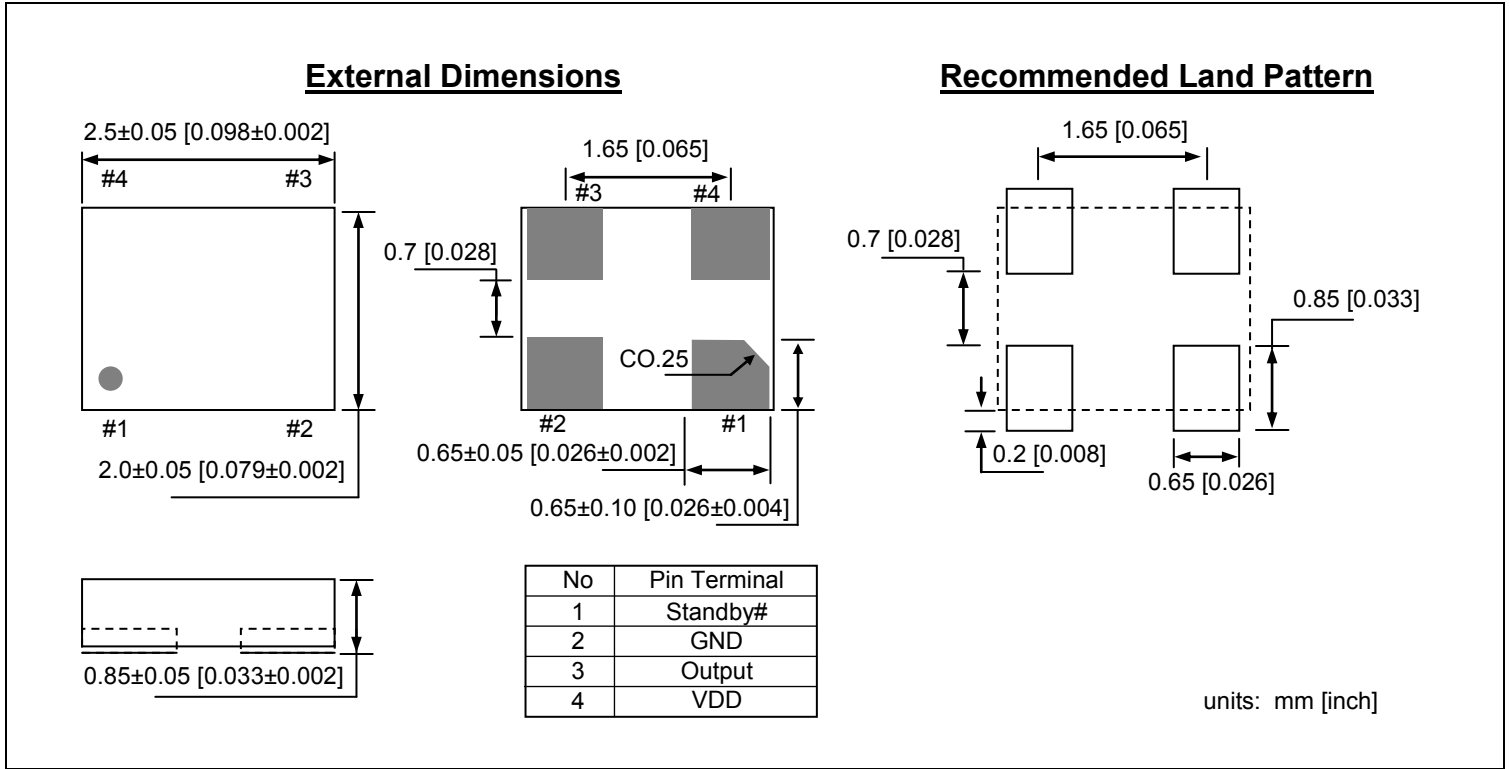 External Dimensions
2.5±0.05 [0.098±0.002]
#4 #3
#1 #2
2.0±0.05 [0.079±0.002]
1.65 [0.065]
#3 #4
0.7 [0.028]
CO.25
#2 #1
0.65±0.05 [0.026±0.002]
0.65±0.10 [0.026±0.004]
Recommended Land Pattern
1.65 [0.065]
0.7 [0.028]
0.85 [0.033]
0.2 [0.008]
0.65 [0.026]
0.85±0.05 [0.033±0.002]
No Pin Terminal
1 Standby#
2 GND
3 Output
4 VDD
units: mm [inch]